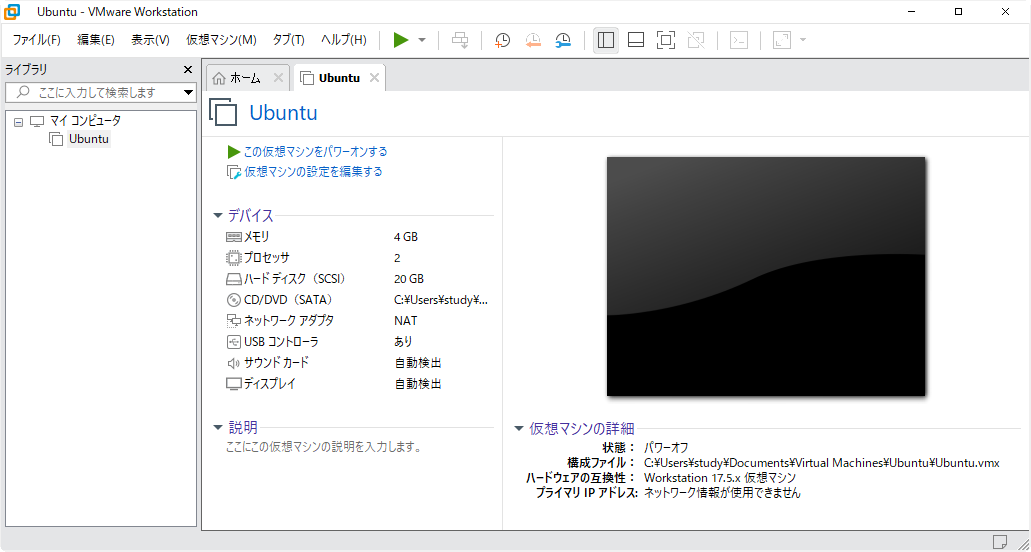 Ubuntu - VMware Workstation
ファイル(F) 編集(E) 表示(V) 仮想マシン(M) タブ(T) ヘルプ(H)
ライブラリ
ここに入力して検索します
マイ コンピュータ
Ubuntu
ホーム Ubuntu
Ubuntu
この仮想マシンをパワーオンする
仮想マシンの設定を編集する
デバイス
メモリ 4 GB
プロセッサ 2
ハード ディスク（SCSI） 20 GB
CD/DVD（SATA） C:¥Users¥study¥...
ネットワーク アダプタ NAT
USB コントローラ あり
サウンド カード 自動検出
ディスプレイ 自動検出
説明
ここにこの仮想マシンの説明を入力します。
仮想マシンの詳細
状態： パワーオフ
構成ファイル： C:¥Users¥study¥Documents¥Virtual Machines¥Ubuntu¥Ubuntu.vmx
ハードウェアの互換性： Workstation 17.5.x 仮想マシン
プライマリ IP アドレス: ネットワーク情報が使用できません